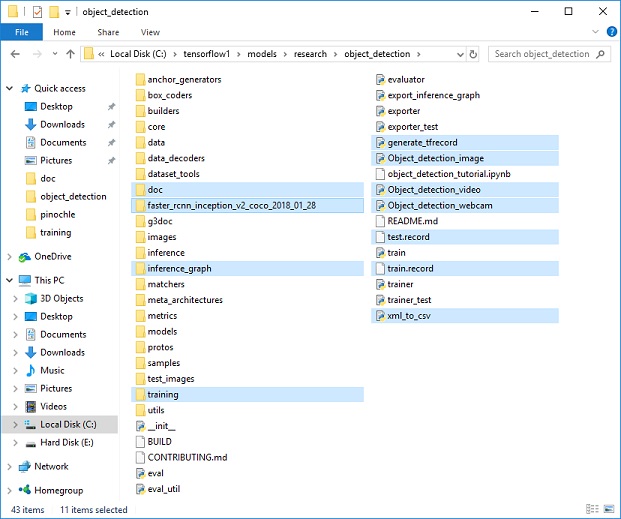 object_detection
File
Home
Share
View
« Local Disk (C:) › tensorflow1 › models › research › object_detection ›
Search object_detection
Quick access
Desktop
Downloads
Documents
Pictures
doc
object_detection
pinochle
training
OneDrive
This PC
3D Objects
Desktop
Documents
Downloads
Music
Pictures
Videos
Local Disk (C:)
Hard Disk (E:)
Network
Homegroup
anchor_generators
box_coders
builders
core
data
data_decoders
dataset_tools
doc
faster_rcnn_inception_v2_coco_2018_01_28
g3doc
images
inference
inference_graph
matchers
meta_architectures
metrics
models
protos
samples
test_images
training
utils
__init__
BUILD
CONTRIBUTING.md
eval
eval_util
evaluator
export_inference_graph
exporter
exporter_test
generate_tfrecord
Object_detection_image
object_detection_tutorial.ipynb
Object_detection_video
Object_detection_webcam
README.md
test.record
train
train.record
trainer
trainer_test
xml_to_csv
43 items
11 items selected